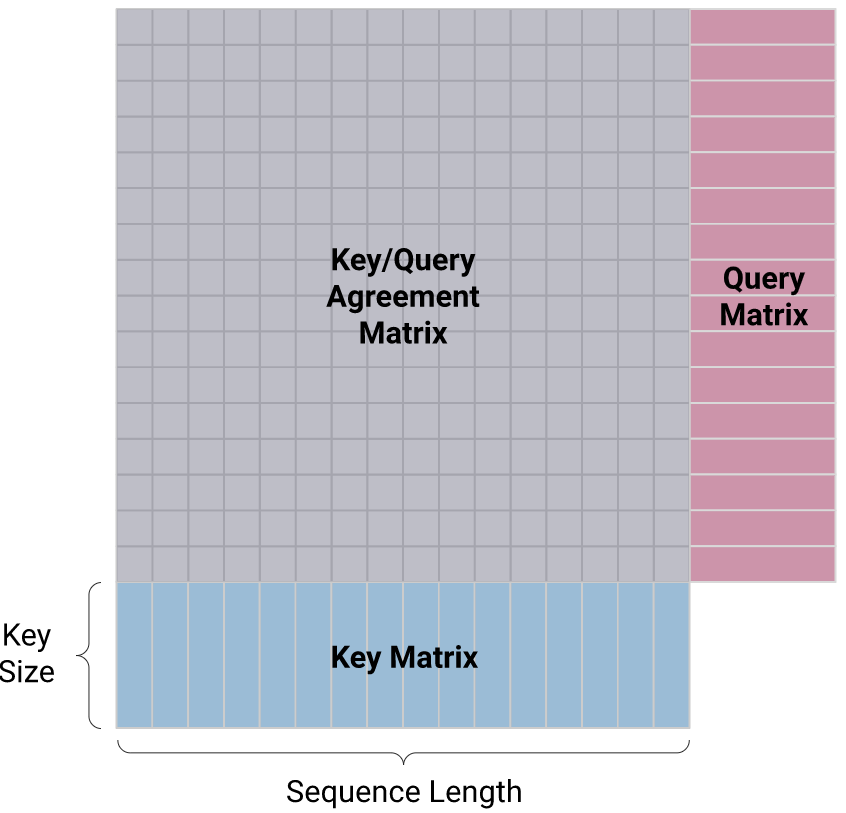 Key/Query
Agreement
Matrix
Query
Matrix
Key
Size
Key Matrix
Sequence Length